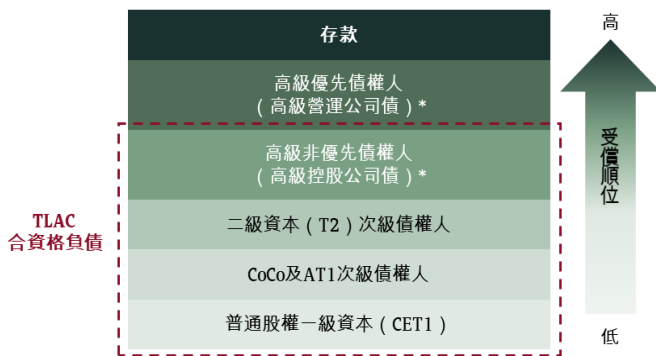 存款
高級優先債權人
（高級營運公司債）*
高級非優先債權人
（高級控股公司債）*
二級資本（T2）次級債權人
CoCo及AT1次級債權人
普通股權一級資本（CET1）
TLAC
合資格負債
高
受償順位
低